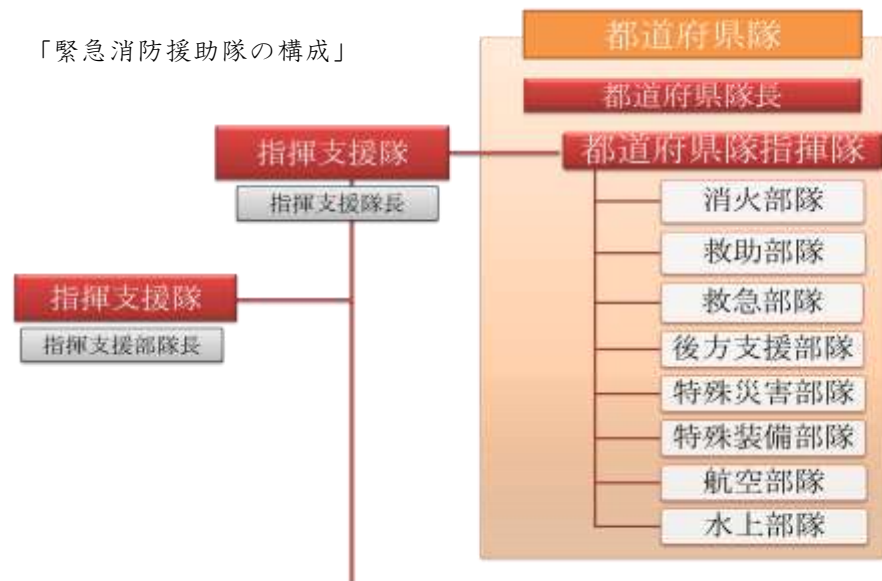 「緊急消防援助隊の構成」
都道府県隊
都道府県隊長
指揮支援隊
都道府県隊指揮隊
指揮支援隊長
消火部隊
救助部隊
指揮支援隊
救急部隊
指揮支援部隊長
後方支援部隊
特殊災害部隊
特殊装備部隊
航空部隊
水上部隊